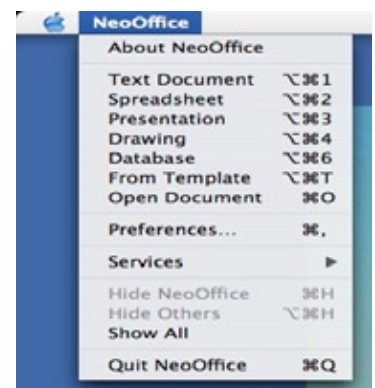 NeoOffice
About NeoOffice
Text Document ⌥⌘1
Spreadsheet ⌥⌘2
Presentation ⌥⌘3
Drawing ⌥⌘4
Database ⌥⌘6
From Template ⌥⌘T
Open Document ⌘O
Preferences... ⌘,
Services
Hide NeoOffice ⌘H
Hide Others ⌥⌘H
Show All
Quit NeoOffice ⌘Q